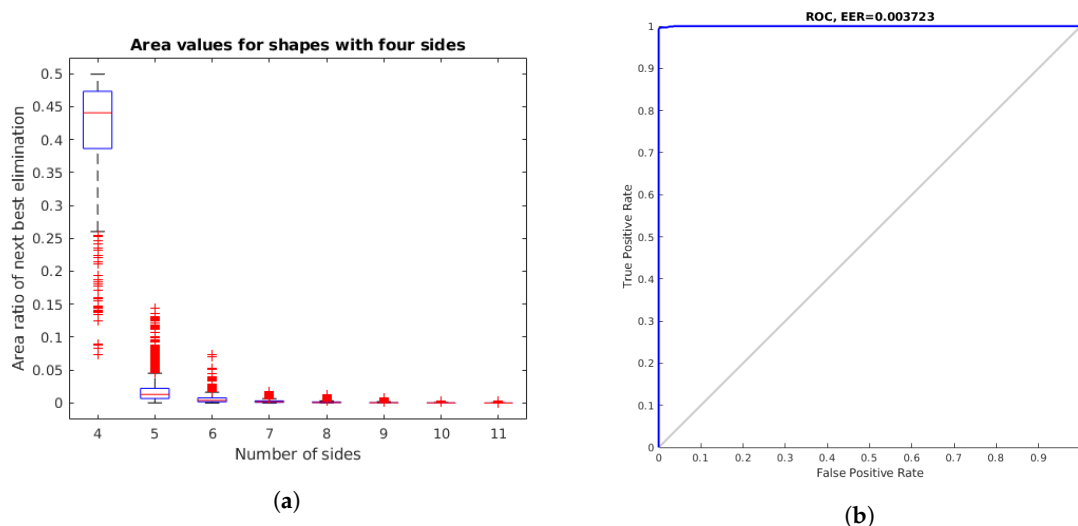 Area values for shapes with four sides
0.5
0.45
0.4
0.35
0.3
0.25
0.2
0.15
0.1
0.05
0
Area ratio of next best elimination
4 5 6 7 8 9 10 11
Number of sides
(a)
ROC, EER=0.003723
1
0.9
0.8
0.7
0.6
0.5
0.4
0.3
0.2
0.1
0
True Positive Rate
0 0.1 0.2 0.3 0.4 0.5 0.6 0.7 0.8 0.9 1
False Positive Rate
(b)